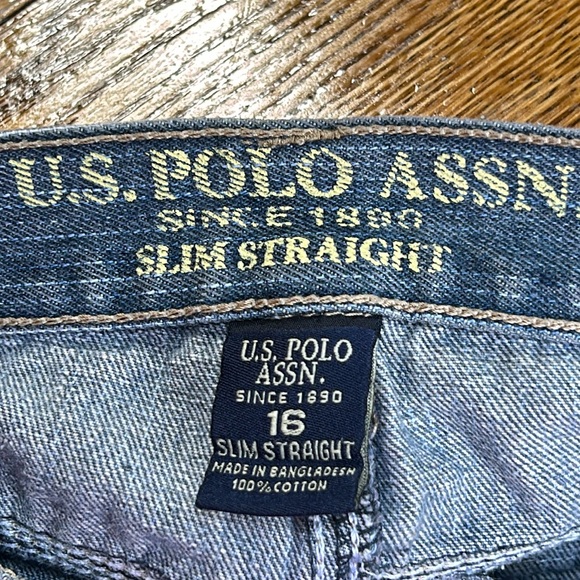 U.S. POLO ASSN.
SINCE 1890
SLIM STRAIGHT
U.S. POLO
ASSN.
SINCE 1890
16
SLIM STRAIGHT
MADE IN BANGLADESH
100% COTTON